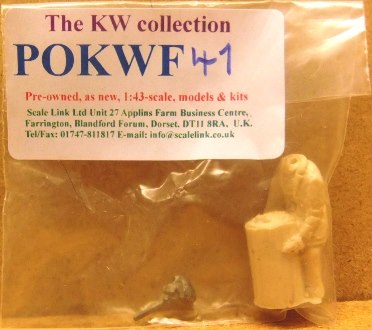 The KW collection
POKWF41
Pre-owned, as new, 1:43-scale, models & kits
Scale Link Ltd Unit 27 Applins Farm Business Centre,
Farrington, Blandford Forum, Dorset, DT11 8RA, U.K.
Tel/Fax: 01747-811817 E-mail: info@scalelink.co.uk